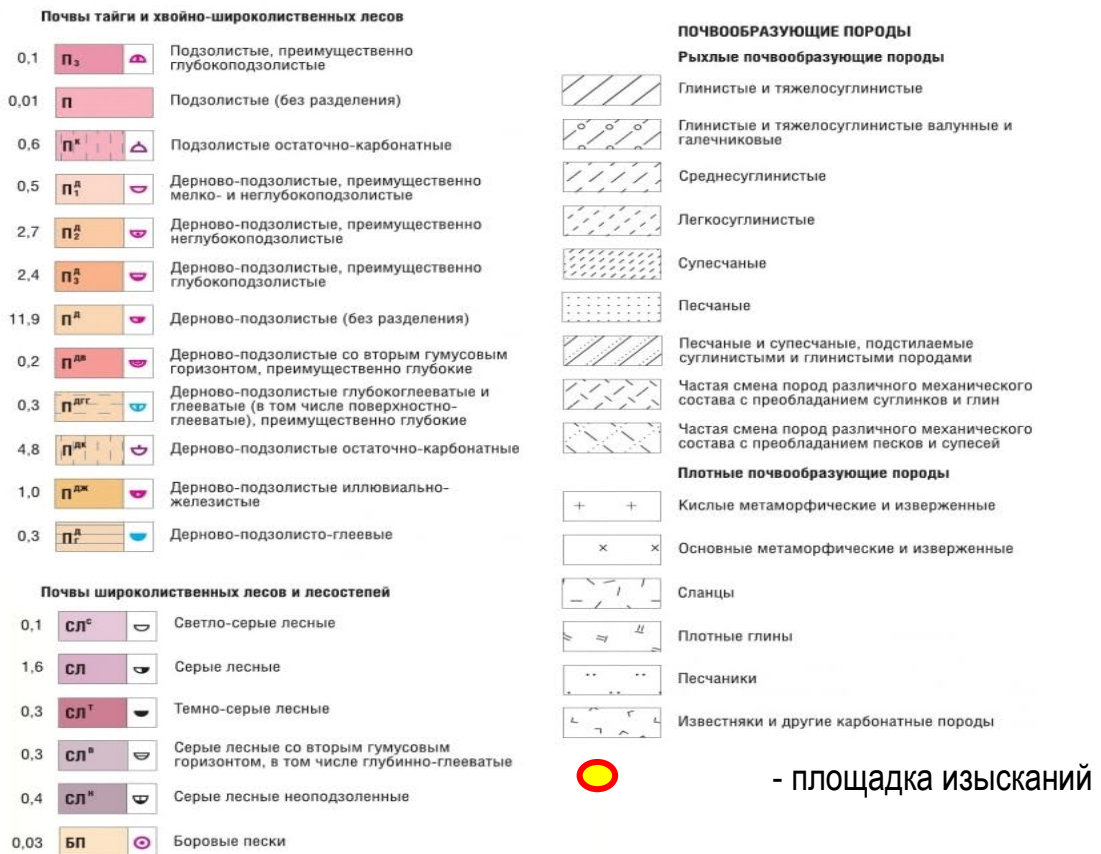 Почвы тайги и хвойно-широколиственных лесов
0,1 П₃ Подзолистые, преимущественно
глубокоподзолистые
0,01 П Подзолистые (без разделения)
0,6 Пᴷ Подзолистые остаточно-карбонатные
0,5 П₁ᴰ Дерново-подзолистые, преимущественно
мелко- и неглубокоподзолистые
2,7 П₂ᴰ Дерново-подзолистые, преимущественно
неглубокоподзолистые
2,4 П₃ᴰ Дерново-подзолистые, преимущественно
глубокоподзолистые
11,9 Пᴰ Дерново-подзолистые (без разделения)
0,2 Пдв Дерново-подзолистые со вторым гумусовым
горизонтом, преимущественно глубокие
0,3 Пдгг Дерново-подзолистые глубокоглееватые и
глееватые (в том числе поверхностно-
глееватые), преимущественно глубокие
4,8 Пдк Дерново-подзолистые остаточно-карбонатные
1,0 Пдж Дерново-подзолистые иллювиально-
железистые
0,3 Пдг Дерново-подзолисто-глеевые
Почвы широколиственных лесов и лесостепей
0,1 СЛс Светло-серые лесные
1,6 СЛ Серые лесные
0,3 СЛт Темно-серые лесные
0,3 СЛв Серые лесные со вторым гумусовым
горизонтом, в том числе глубинно-глееватые
0,4 СЛн Серые лесные неоподзоленные
0,03 БП Боровые пески
ПОЧВООБРАЗУЮЩИЕ ПОРОДЫ
Рыхлые почвообразующие породы
Глинистые и тяжелосуглинистые
Глинистые и тяжелосуглинистые валунные и
галечниковые
Среднесуглинистые
Легкосуглинистые
Супесчаные
Песчаные
Песчаные и супесчаные, подстилаемые
суглинистыми и глинистыми породами
Частая смена пород различного механического
состава с преобладанием суглинков и глин
Частая смена пород различного механического
состава с преобладанием песков и супесей
Плотные почвообразующие породы
Кислые метаморфические и изверженные
Основные метаморфические и изверженные
Сланцы
Плотные глины
Песчаники
Известняки и другие карбонатные породы
- площадка изысканий